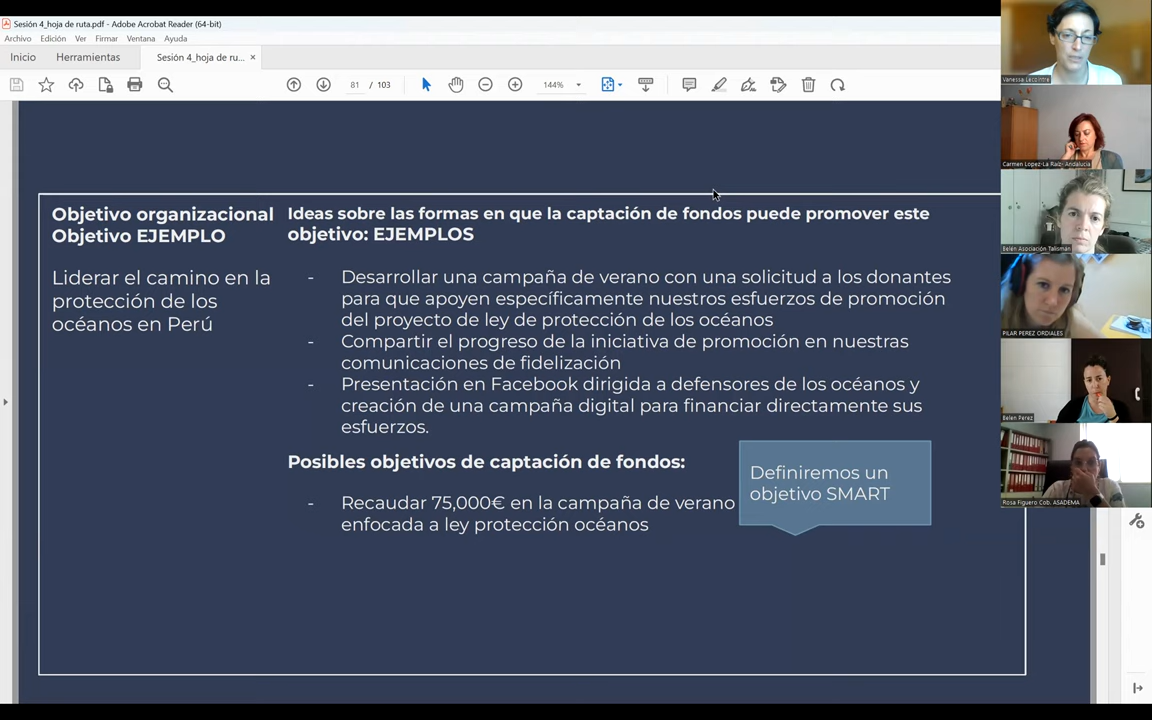 Sesión 4_hoja de ruta.pdf - Adobe Acrobat Reader (64-bit)
Archivo Edición Ver Firmar Ventana Ayuda
Inicio Herramientas Sesión 4_hoja de ru... ×
81 / 103 144%
Objetivo organizacional
Objetivo EJEMPLO
Liderar el camino en la
protección de los
océanos en Perú
Ideas sobre las formas en que la captación de fondos puede promover este
objetivo: EJEMPLOS
- Desarrollar una campaña de verano con una solicitud a los donantes
para que apoyen específicamente nuestros esfuerzos de promoción
del proyecto de ley de protección de los océanos
- Compartir el progreso de la iniciativa de promoción en nuestras
comunicaciones de fidelización
- Presentación en Facebook dirigida a defensores de los océanos y
creación de una campaña digital para financiar directamente sus
esfuerzos.
Posibles objetivos de captación de fondos:
- Recaudar 75,000€ en la campaña de verano
enfocada a ley protección océanos
Definiremos un
objetivo SMART
Vanessa Lecointre
Carmen Lopez-La Raíz- Andalucia
Belén Asociación Talismán
PILAR PEREZ ORDIALES
Belen Perez
Rosa Figuero Cob. ASADEMA